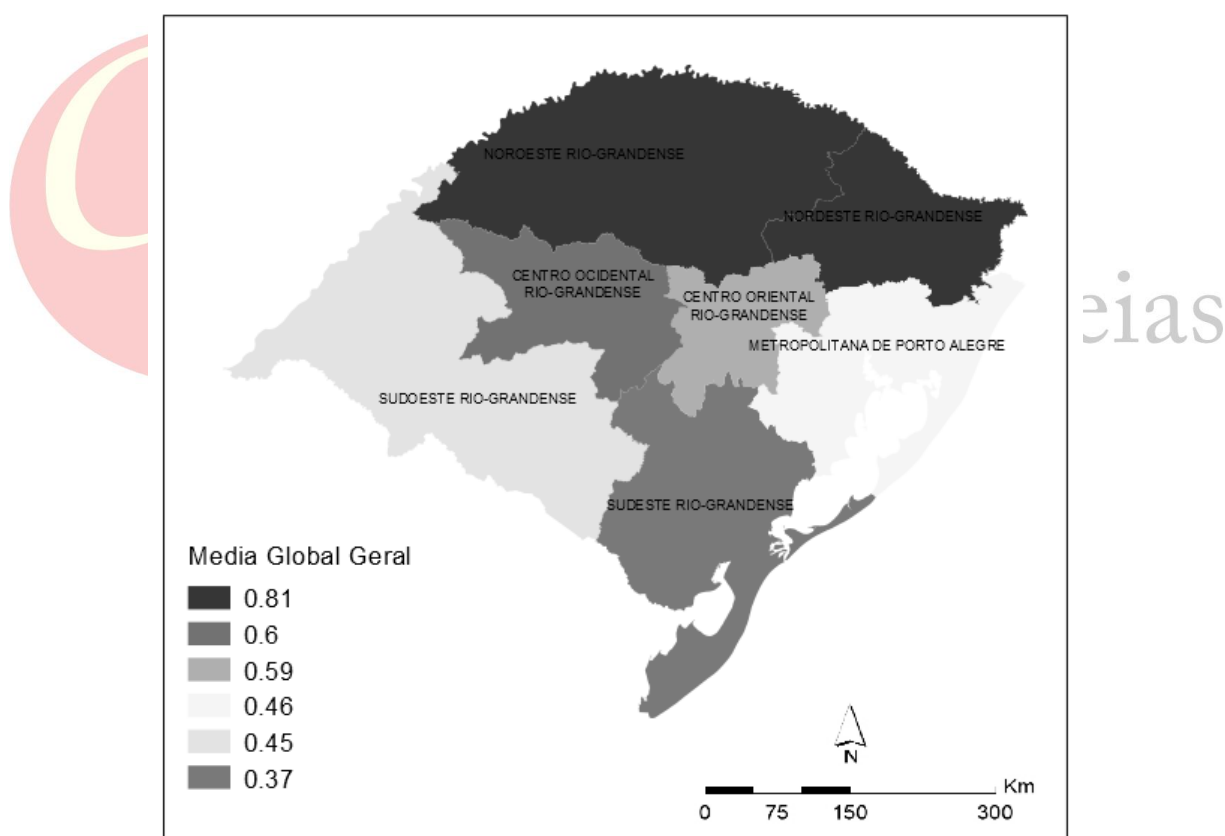 NOROESTE RIO-GRANDENSE
NORDESTE RIO-GRANDENSE
CENTRO OCIDENTAL
RIO-GRANDENSE
CENTRO ORIENTAL
RIO-GRANDENSE
METROPOLITANA DE PORTO ALEGRE
SUDOESTE RIO-GRANDENSE
SUDESTE RIO-GRANDENSE
eias
Media Global Geral
0.81
0.6
0.59
0.46
0.45
0.37
N
Km
0 75 150 300